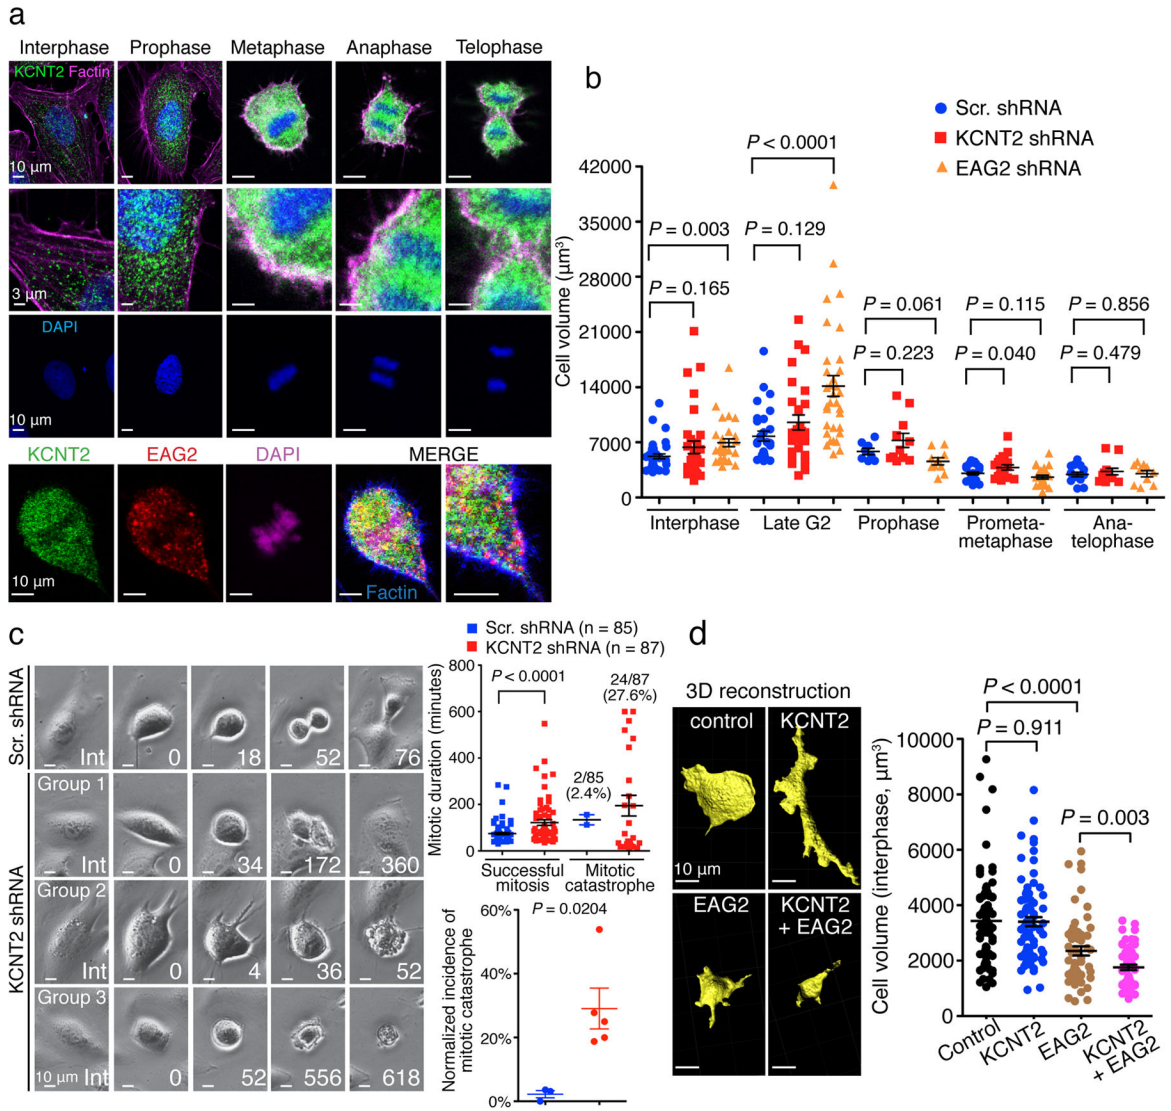 a
Interphase Prophase Metaphase Anaphase Telophase
KCNT2 Factin
10 μm
3 μm
DAPI
10 μm
KCNT2 EAG2 DAPI MERGE
10 μm
Factin
b
Scr. shRNA
KCNT2 shRNA
EAG2 shRNA
Cell volume (μm³)
42000
35000
28000
21000
14000
7000
0
P < 0.0001
P = 0.003
P = 0.129
P = 0.165
P = 0.061
P = 0.223
P = 0.115
P = 0.040
P = 0.856
P = 0.479
Interphase
Late G2
Prophase
Prometa-
metaphase
Ana-
telophase
c
Scr. shRNA
Int 0 18 52 76
KCNT2 shRNA
Group 1
Int 0 34 172 360
Group 2
Int 0 4 36 52
Group 3
10 μm Int 0 52 556 618
Scr. shRNA (n = 85)
KCNT2 shRNA (n = 87)
Mitotic duration (minutes)
800
600
400
200
0
P < 0.0001
24/87
(27.6%)
2/85
(2.4%)
Successful
mitosis
Mitotic
catastrophe
Normalized incidence of
mitotic catastrophe
60%
40%
20%
0%
P = 0.0204
d
3D reconstruction
control
KCNT2
10 μm
EAG2
KCNT2
+ EAG2
Cell volume (interphase, μm³)
10000
8000
6000
4000
2000
0
P < 0.0001
P = 0.911
P = 0.003
Control
KCNT2
EAG2
KCNT2
+ EAG2